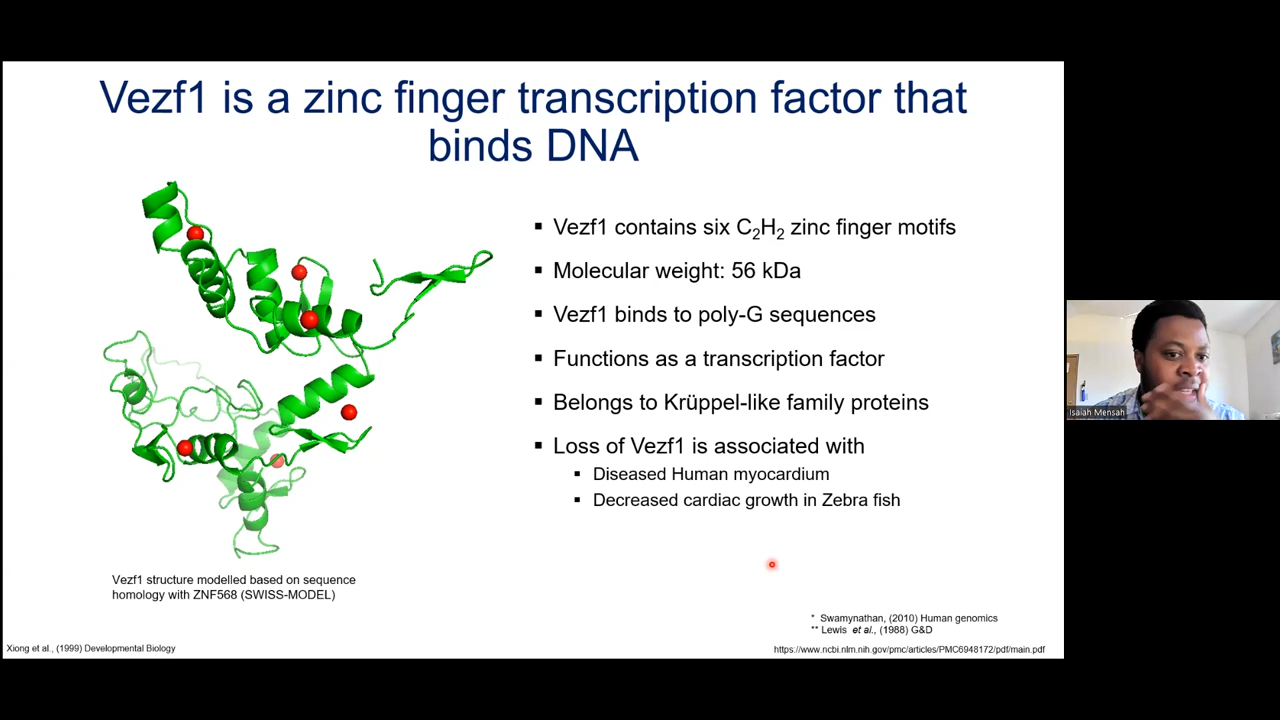 Vezf1 is a zinc finger transcription factor that
binds DNA
▪ Vezf1 contains six C₂H₂ zinc finger motifs
▪ Molecular weight: 56 kDa
▪ Vezf1 binds to poly-G sequences
▪ Functions as a transcription factor
▪ Belongs to Krüppel-like family proteins
▪ Loss of Vezf1 is associated with
▪ Diseased Human myocardium
▪ Decreased cardiac growth in Zebra fish
Vezf1 structure modelled based on sequence
homology with ZNF568 (SWISS-MODEL)
* Swamynathan, (2010) Human genomics
** Lewis et al., (1988) G&D
Xiong et al., (1999) Developmental Biology
https://www.ncbi.nlm.nih.gov/pmc/articles/PMC6948172/pdf/main.pdf
Isaiah Mensah